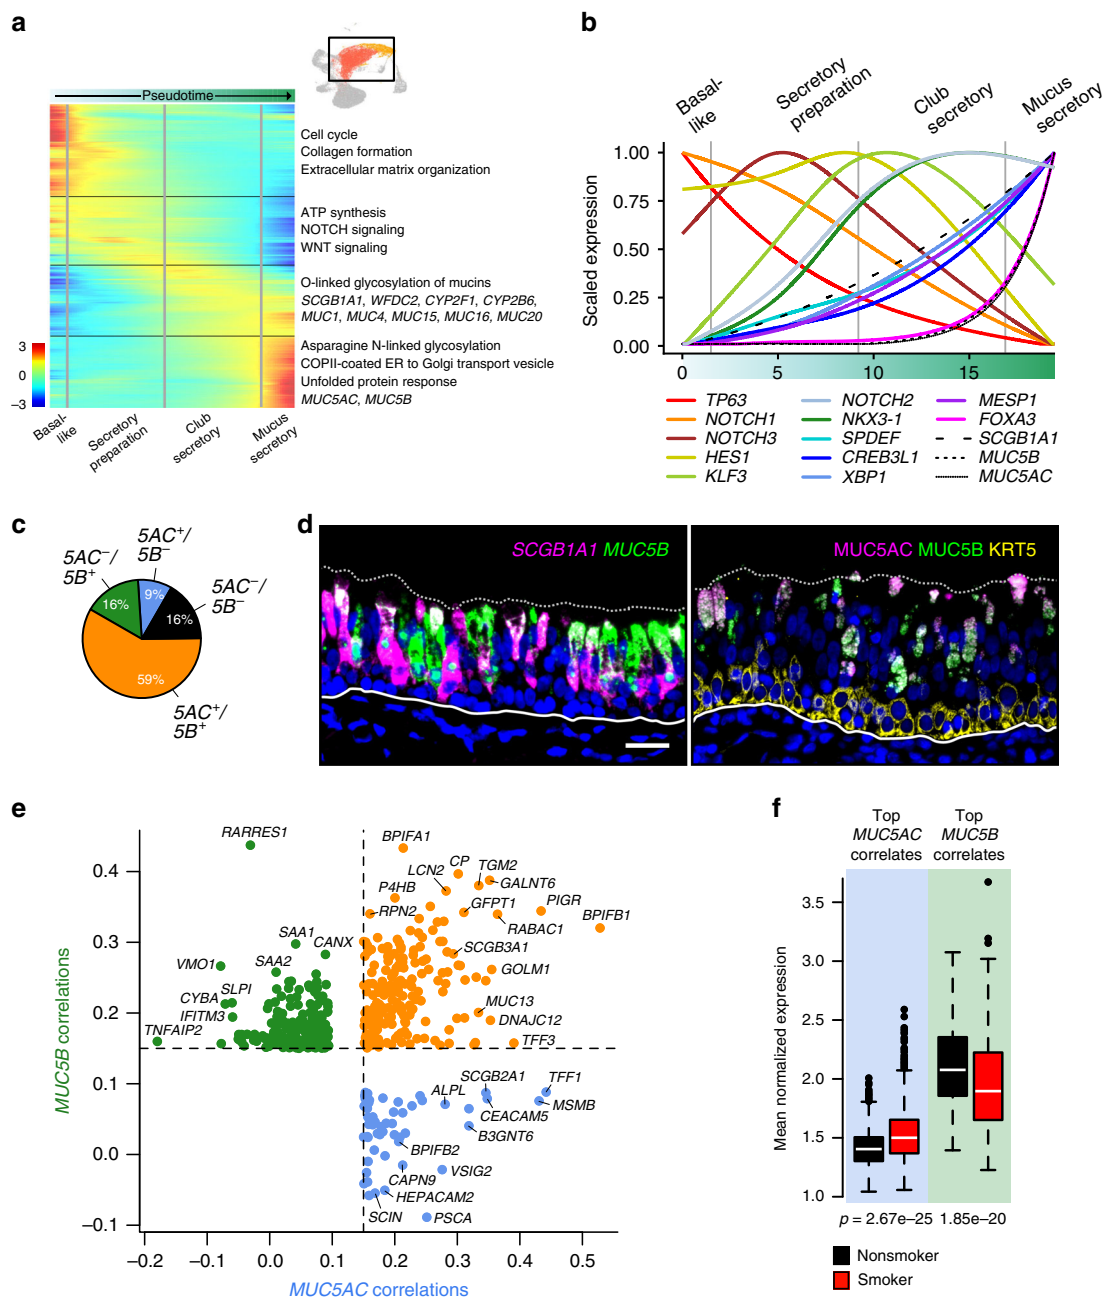 a
Pseudotime
Cell cycle
Collagen formation
Extracellular matrix organization
ATP synthesis
NOTCH signaling
WNT signaling
O-linked glycosylation of mucins
SCGB1A1, WFDC2, CYP2F1, CYP2B6,
MUC1, MUC4, MUC15, MUC16, MUC20
Asparagine N-linked glycosylation
COPII-coated ER to Golgi transport vesicle
Unfolded protein response
MUC5AC, MUC5B
3
0
−3
Basal-
like
Secretory
preparation
Club
secretory
Mucus
secretory
b
Basal-
like
Secretory
preparation
Club
secretory
Mucus
secretory
Scaled expression
1.00
0.75
0.50
0.25
0.00
0
5
10
15
TP63
NOTCH1
NOTCH3
HES1
KLF3
NOTCH2
NKX3-1
SPDEF
CREB3L1
XBP1
MESP1
FOXA3
SCGB1A1
MUC5B
MUC5AC
c
5AC−/
5B+
5AC+/
5B−
5AC−/
5B−
5AC+/
5B+
16%
9%
16%
59%
d
SCGB1A1 MUC5B
MUC5AC MUC5B KRT5
e
MUC5B correlations
0.4
0.3
0.2
0.1
0.0
−0.1
−0.2
−0.1
0.0
0.1
0.2
0.3
0.4
0.5
MUC5AC correlations
RARRES1
SAA1
CANX
VMO1
SAA2
CYBA
SLPI
IFITM3
TNFAIP2
BPIFA1
LCN2
CP
TGM2
GALNT6
P4HB
RPN2
GFPT1
PIGR
RABAC1
BPIFB1
SCGB3A1
GOLM1
MUC13
DNAJC12
TFF3
ALPL
SCGB2A1
TFF1
MSMB
CEACAM5
B3GNT6
BPIFB2
CAPN9
VSIG2
HEPACAM2
SCIN
PSCA
f
Top
MUC5AC
correlates
Top
MUC5B
correlates
Mean normalized expression
3.5
3.0
2.5
2.0
1.5
1.0
p = 2.67e−25
1.85e−20
Nonsmoker
Smoker